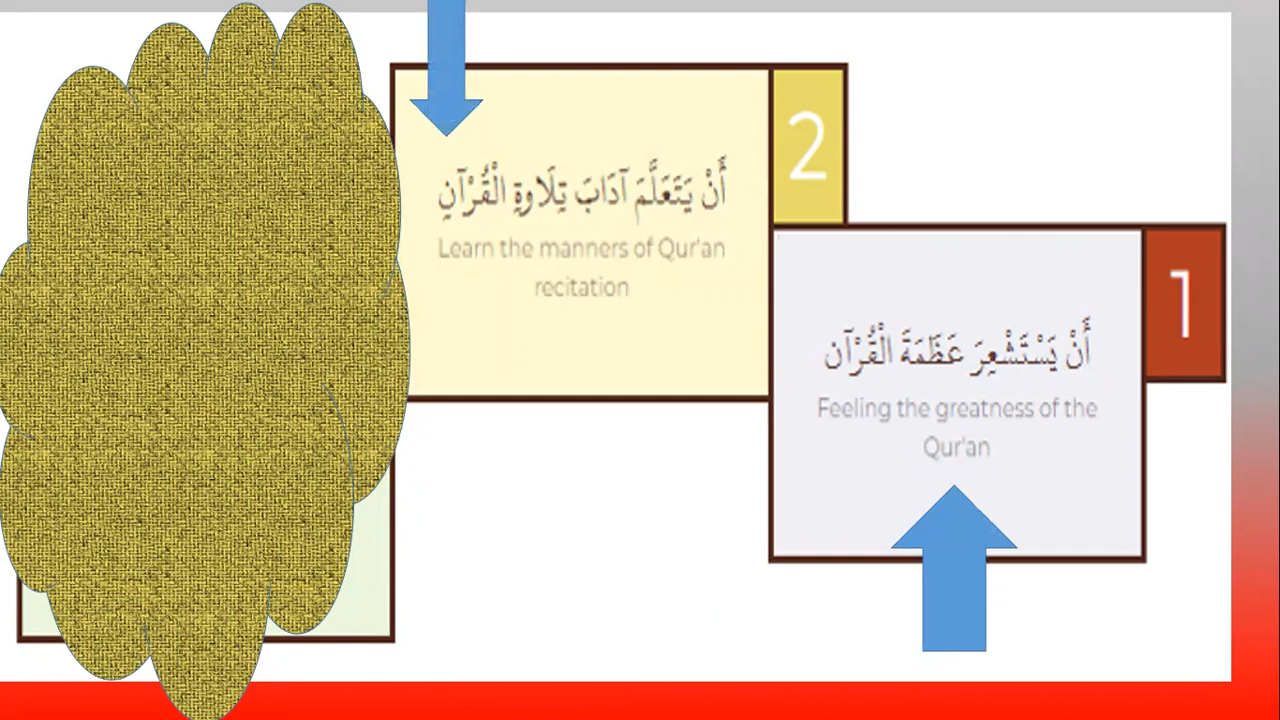 2
أَنْ يَتَعَلَّمَ آدَابَ تِلَاوةِ الْقُرْآنِ
Learn the manners of Qur'an
recitation
1
أَنْ يَسْتَشْعِرَ عَظَمَةَ الْقُرْآن
Feeling the greatness of the
Qur'an